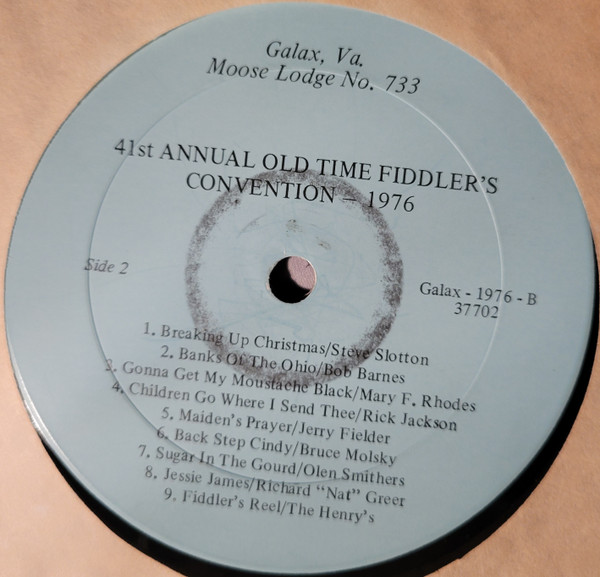 Galax, Va.
Moose Lodge No. 733
41st ANNUAL OLD TIME FIDDLER'S
CONVENTION - 1976
Side 2
Galax - 1976 - B
37702
1. Breaking Up Christmas/Steve Slotton
2. Banks Of The Ohio/Bob Barnes
3. Gonna Get My Moustache Black/Mary F. Rhodes
4. Children Go Where I Send Thee/Rick Jackson
5. Maiden's Prayer/Jerry Fielder
6. Back Step Cindy/Bruce Molsky
7. Sugar In The Gourd/Olen Smithers
8. Jessie James/Richard "Nat" Greer
9. Fiddler's Reel/The Henry's